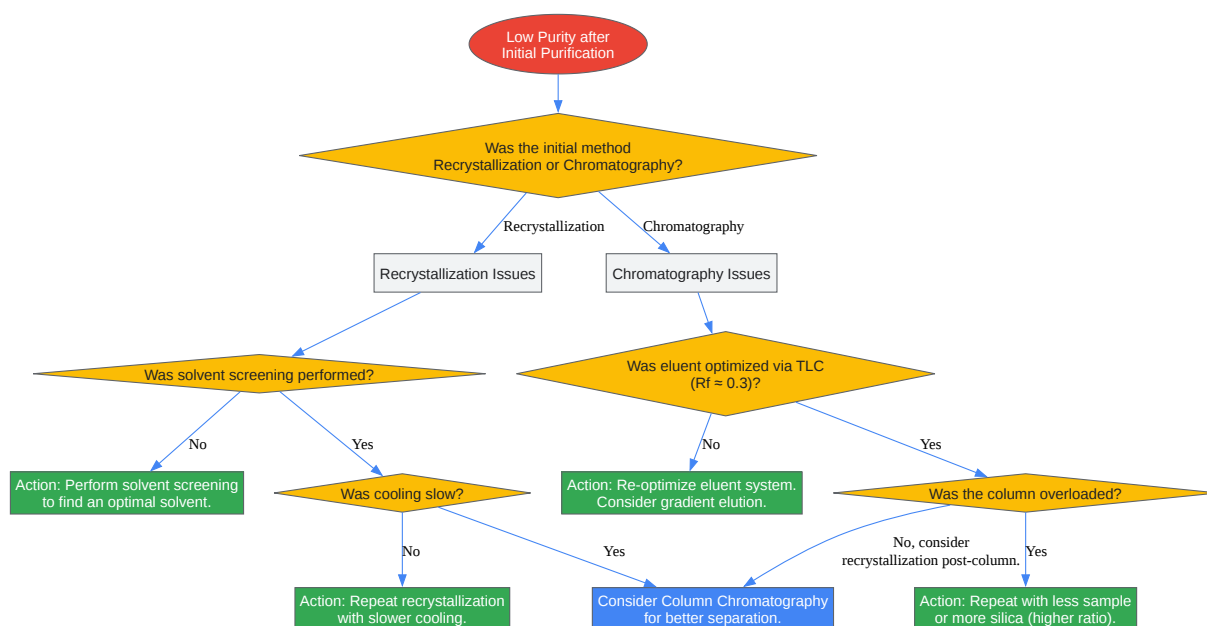 Low Purity after
Initial Purification
Was the initial method
Recrystallization or Chromatography?
Recrystallization
Chromatography
Recrystallization Issues
Chromatography Issues
Was solvent screening performed?
Was eluent optimized via TLC
(Rf ≈ 0.3)?
No
Yes
No
Yes
Action: Perform solvent screening
to find an optimal solvent.
Was cooling slow?
Action: Re-optimize eluent system.
Consider gradient elution.
Was the column overloaded?
No
Yes
No, consider
recrystallization post-column.
Yes
Action: Repeat recrystallization
with slower cooling.
Consider Column Chromatography
for better separation.
Action: Repeat with less sample
or more silica (higher ratio).